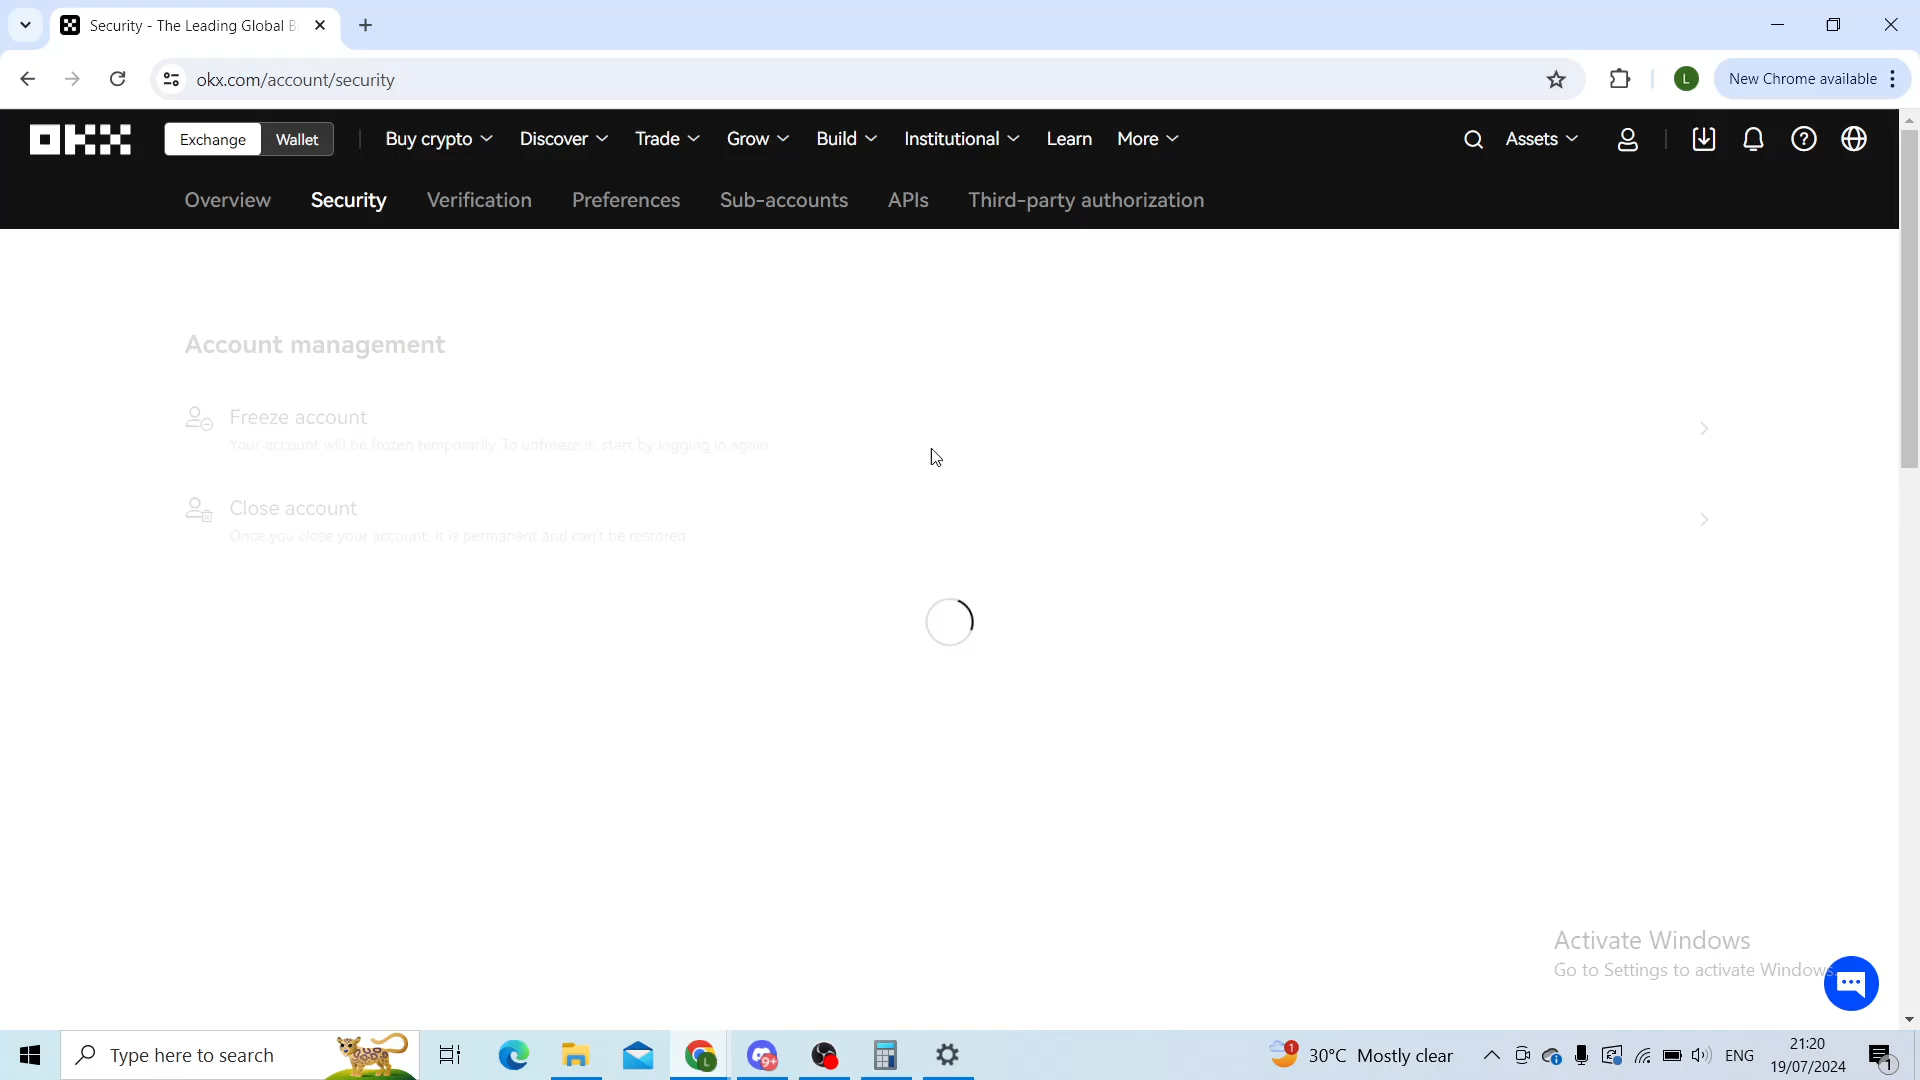 Security - The Leading Global B
okx.com/account/security
L
New Chrome available
OKX
Exchange Wallet Buy crypto Discover Trade Grow Build Institutional Learn More Assets
Overview Security Verification Preferences Sub-accounts APIs Third-party authorization
Account management
Freeze account
Your account will be frozen temporarily. To unfreeze it, start by logging in again
Close account
Once you close your account, it is permanent and can't be restored
Activate Windows
Go to Settings to activate Windows.
Type here to search
L
9+
1
30°C Mostly clear
ENG
21:20
19/07/2024
1